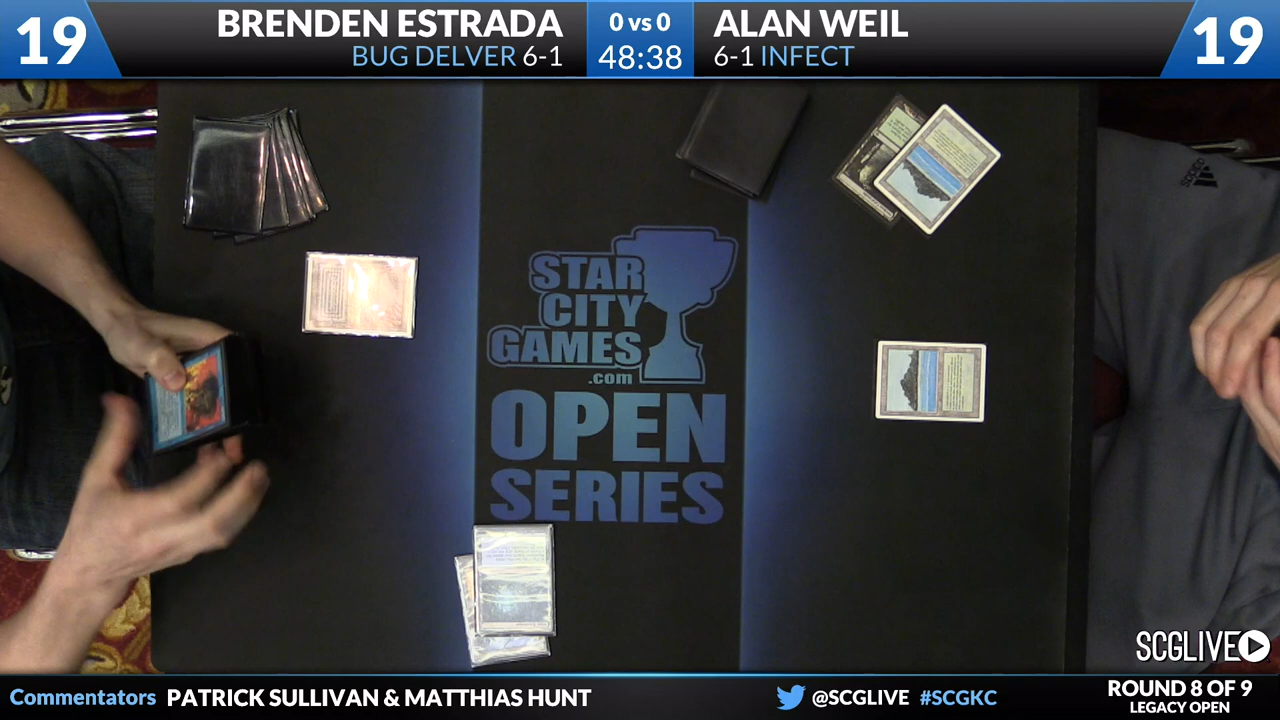 19
BRENDEN ESTRADA
BUG DELVER 6-1
0 vs 0
48:38
ALAN WEIL
6-1 INFECT
19
adidas
STAR
CITY
GAMES
.com
OPEN
SERIES
SCGLIVE
Commentators PATRICK SULLIVAN & MATTHIAS HUNT
@SCGLIVE #SCGKC
ROUND 8 OF 9
LEGACY OPEN